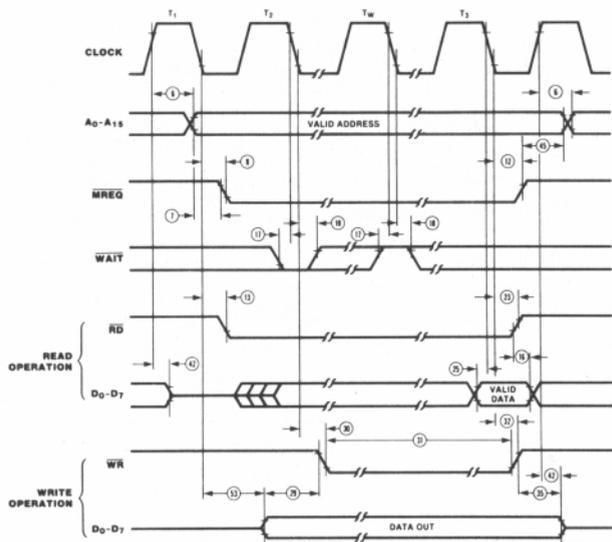 T1 T2 TW T3
CLOCK
6 6
A0-A15 VALID ADDRESS
8 12 45
MREQ
7
17 18 17 18
WAIT
13 23
RD
READ OPERATION
16
42 25
D0-D7 VALID DATA
30 32
31
WR
42
WRITE OPERATION
53 29 35
D0-D7 DATA OUT